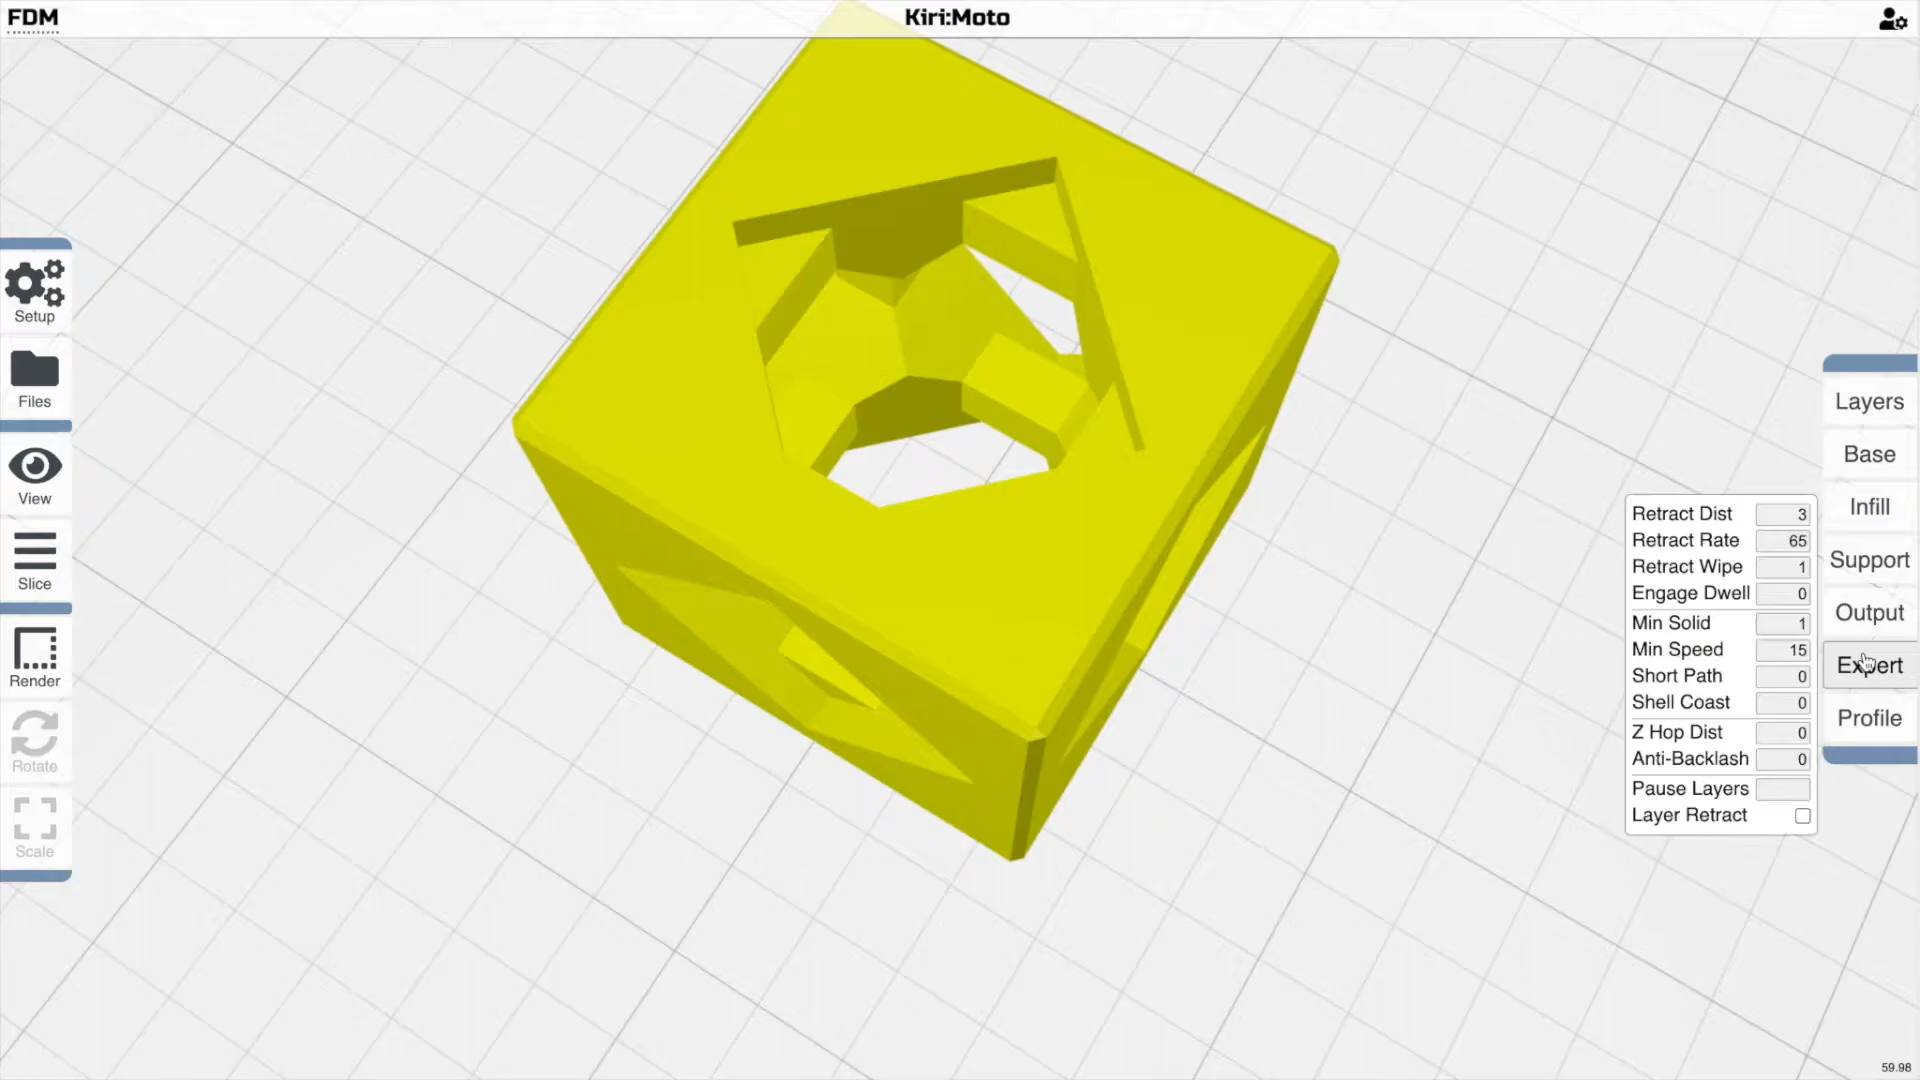 FDM
Kiri:Moto
Setup
Files
View
Slice
Render
Rotate
Scale
Layers
Base
Infill
Support
Output
Expert
Profile
Retract Dist 3
Retract Rate 65
Retract Wipe 1
Engage Dwell 0
Min Solid 1
Min Speed 15
Short Path 0
Shell Coast 0
Z Hop Dist 0
Anti-Backlash 0
Pause Layers
Layer Retract
59.98